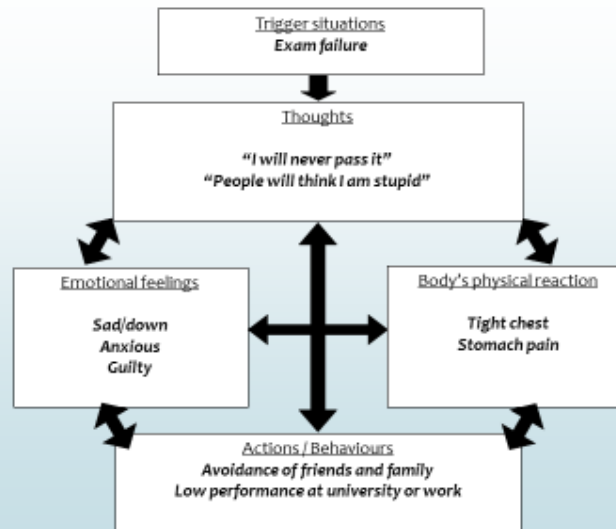 Trigger situations
Exam failure
Thoughts
“I will never pass it”
“People will think I am stupid”
Emotional feelings
Sad/down
Anxious
Guilty
Body's physical reaction
Tight chest
Stomach pain
Actions / Behaviours
Avoidance of friends and family
Low performance at university or work